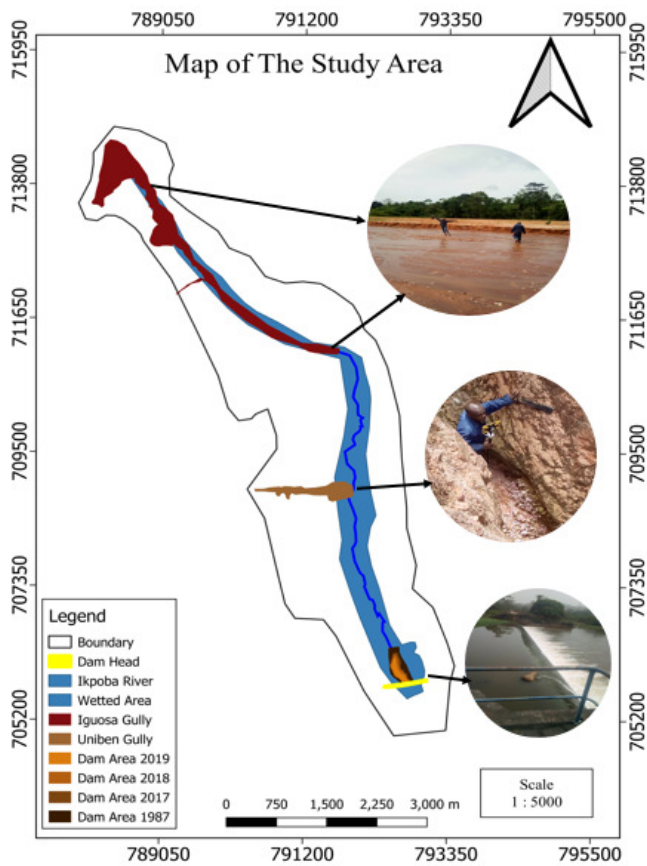 789050 791200 793350 795500
Map of The Study Area
715950 715950
713800 713800
711650 711650
709500 709500
707350 707350
705200 705200
Legend
Boundary
Dam Head
Ikpoba River
Wetted Area
Iguosa Gully
Uniben Gully
Dam Area 2019
Dam Area 2018
Dam Area 2017
Dam Area 1987
0 750 1,500 2,250 3,000 m
Scale
1 : 5000
789050 791200 793350 795500